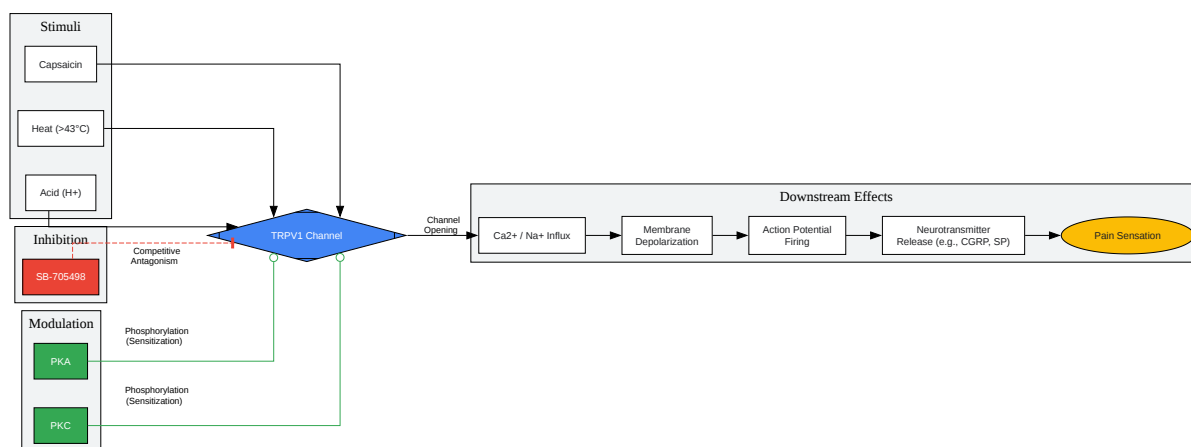 Stimuli
Capsaicin
Heat (>43°C)
Acid (H+)
Inhibition
SB-705498
Competitive
Antagonism
Modulation
PKA
PKC
Phosphorylation
(Sensitization)
Phosphorylation
(Sensitization)
TRPV1 Channel
Channel
Opening
Downstream Effects
Ca2+ / Na+ Influx
Membrane
Depolarization
Action Potential
Firing
Neurotransmitter
Release (e.g., CGRP, SP)
Pain Sensation